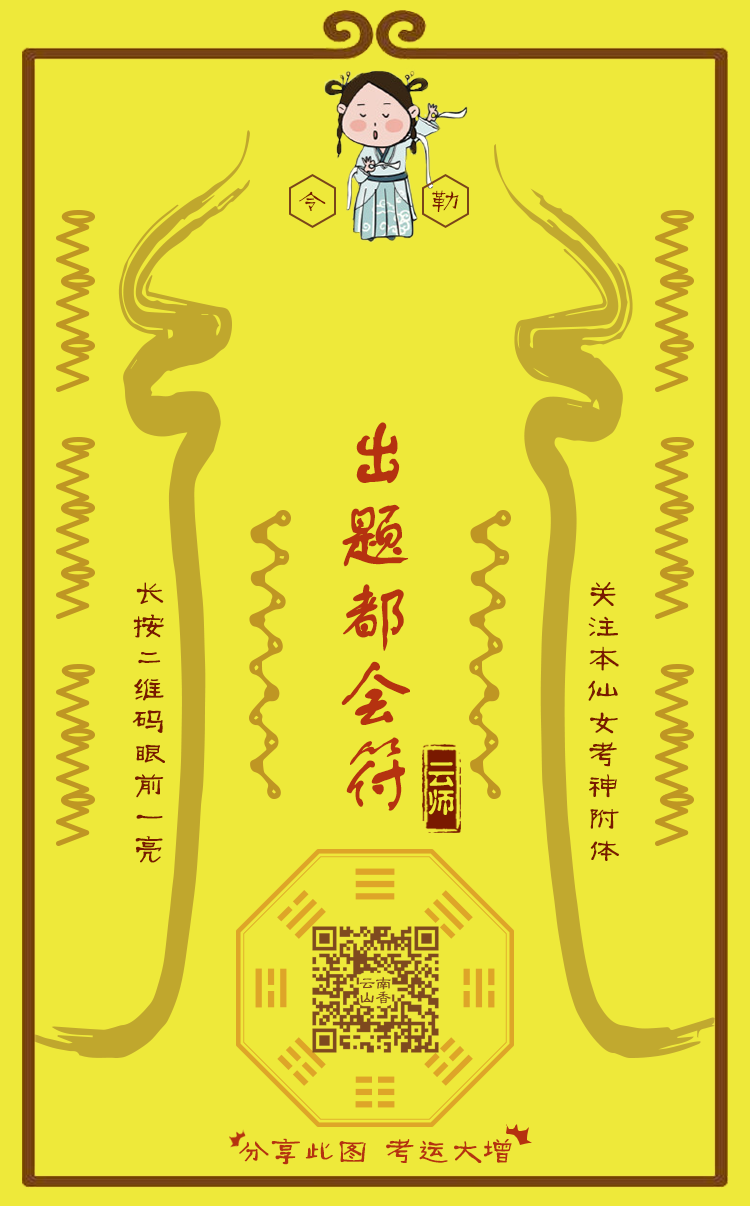 勒令
出题都会符
云师
关注本仙女考神附体
长按二维码眼前一亮
云南
山香
分享此图 考运大增